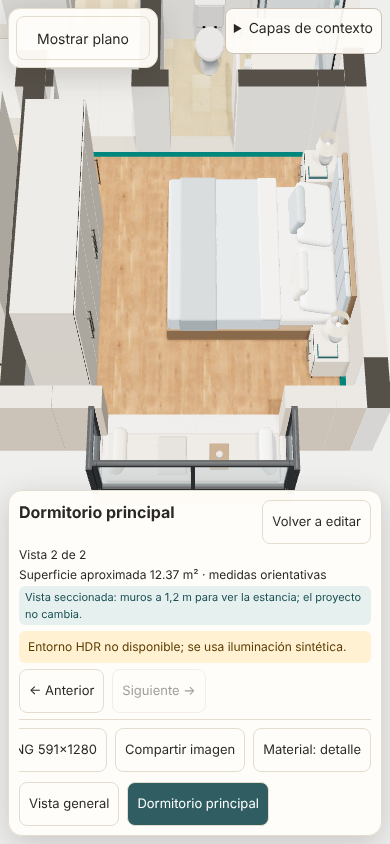 Mostrar plano
▶ Capas de contexto
Dormitorio principal
Volver a editar
Vista 2 de 2
Superficie aproximada 12.37 m² · medidas orientativas
Vista seccionada: muros a 1,2 m para ver la estancia; el proyecto
no cambia.
Entorno HDR no disponible; se usa iluminación sintética.
← Anterior
Siguiente →
NG 591×1280
Compartir imagen
Material: detalle
Vista general
Dormitorio principal